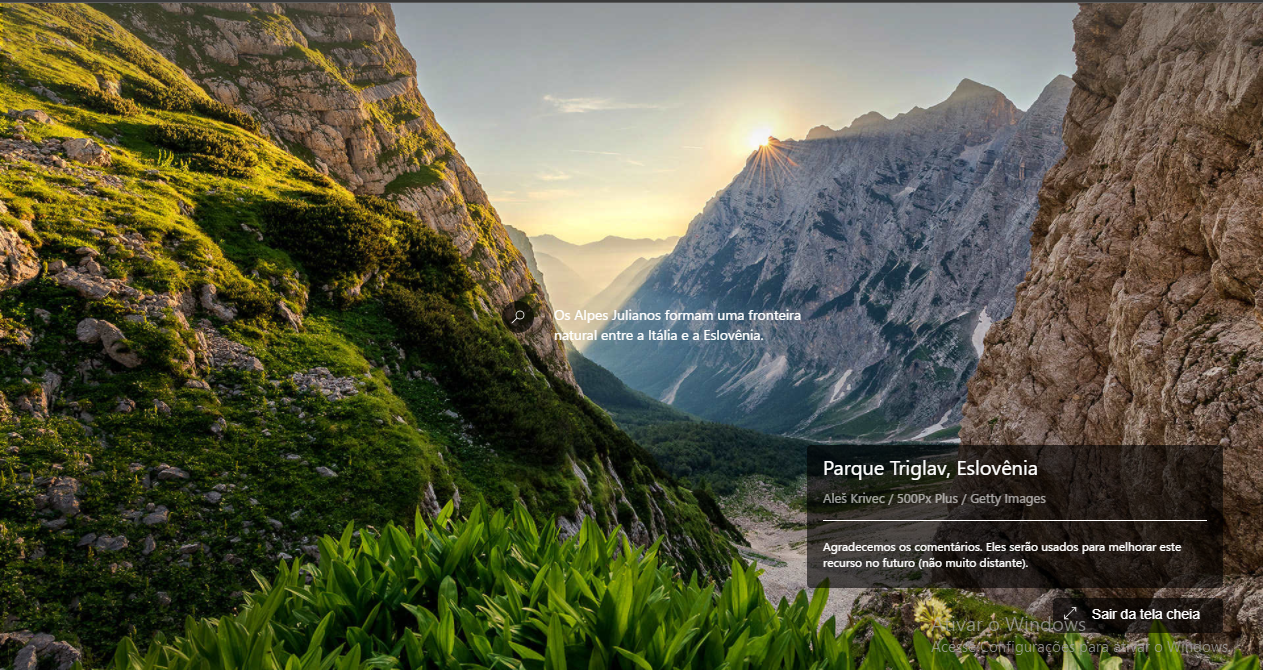 Os Alpes Julianos formam uma fronteira
natural entre a Itália e a Eslovênia.
Parque Triglav, Eslovênia
Aleš Krivec / 500Px Plus / Getty Images
Agradecemos os comentários. Eles serão usados para melhorar este
recurso no futuro (não muito distante).
Sair da tela cheia
Ativar o Windows
Acesse Configurações para ativar o Windows.